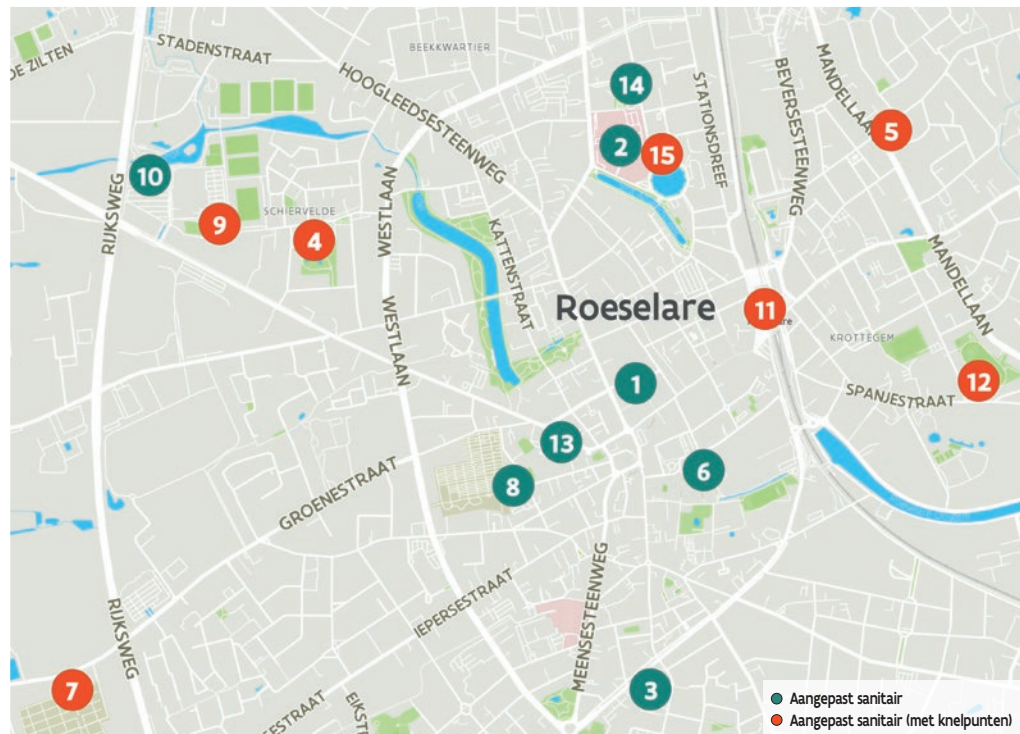 DE ZILTEN
STADENSTRAAT
BEEKKWARTIER
HOOGLEEDSESTEENWEG
14
STATIONSDREEF
BEVERSESTEENWEG
MANDELLAAN
5
2
15
10
RIJKSWEG
WESTLAAN
9
SCHIERVELDE
4
KATTENSTRAAT
MANDELLAAN
Roeselare
11
KROTTEGEM
WESTLAAN
1
12
SPANJESTRAAT
13
6
8
GROENESTRAAT
IEPERSESTRAAT
MEENSESTEENWEG
RIJKSWEG
7
3
Aangepast sanitair
Aangepast sanitair (met knelpunten)